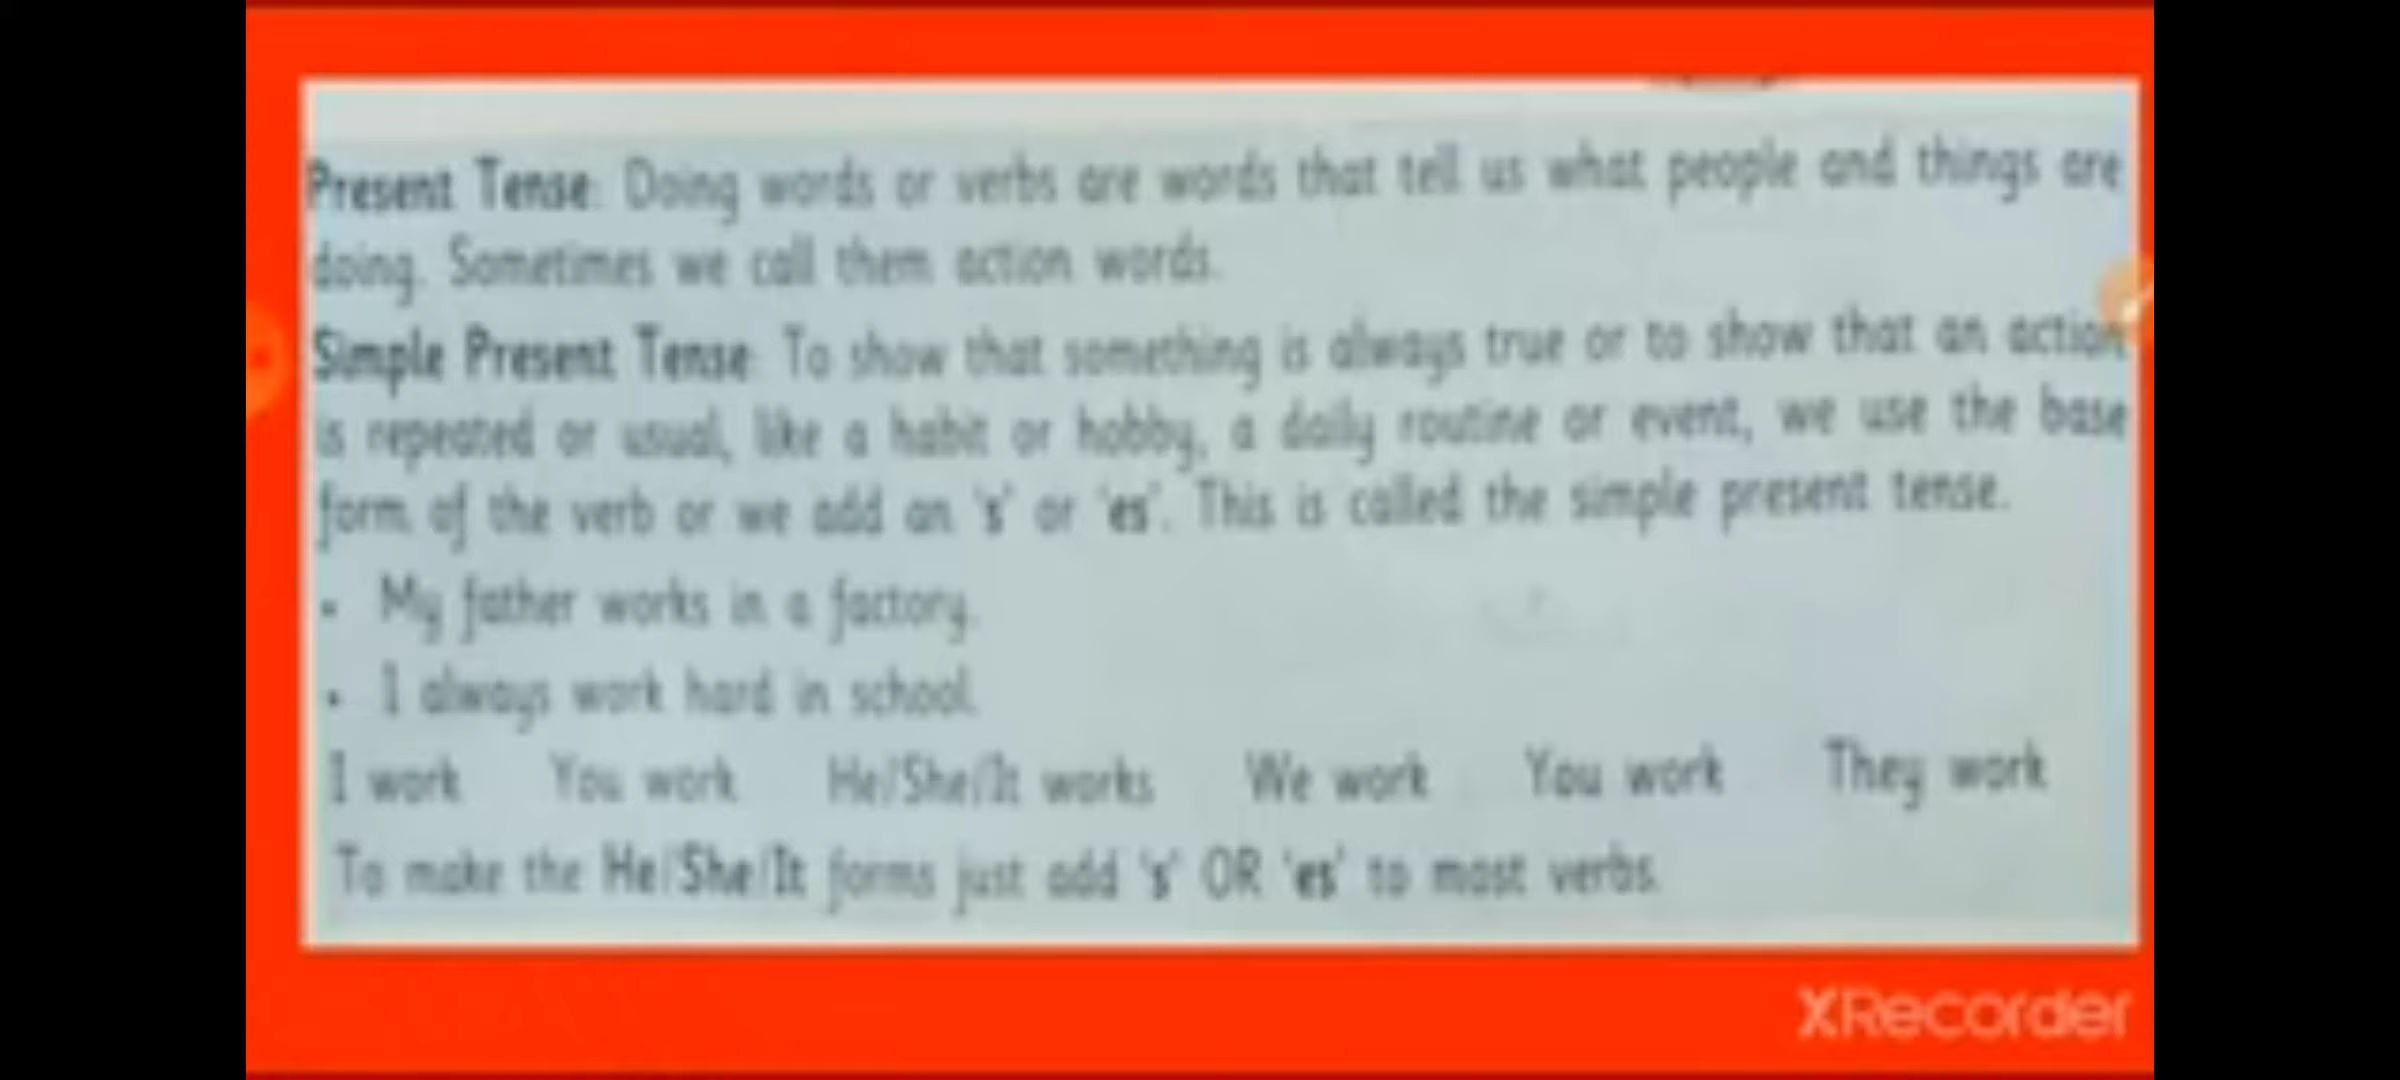 Present Tense: Doing words or verbs are words that tell us what people and things are
doing. Sometimes we call them action words.
Simple Present Tense: To show that something is always true or to show that an action
is repeated or usual, like a habit or hobby, a daily routine or event, we use the base
form of the verb or we add an 's' or 'es'. This is called the simple present tense.
• My father works in a factory.
• I always work hard in school.
I work You work He/She/It works We work You work They work
To make the He/She/It forms just add 's' OR 'es' to most verbs.
XRecorder